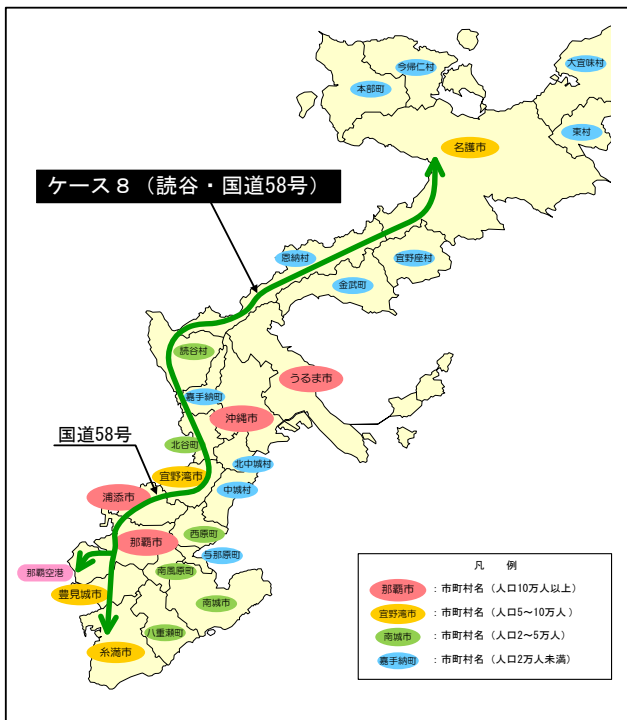 大宜味村
今帰仁村
本部町
東村
名護市
ケース８（読谷・国道58号）
恩納村
宜野座村
金武町
読谷村
うるま市
嘉手納町
沖縄市
国道58号
北谷町
北中城村
宜野湾市
中城村
浦添市
西原町
那覇市
与那原町
那覇空港
南風原町
豊見城市
南城市
八重瀬町
糸満市
凡 例
那覇市 ：市町村名（人口10万人以上）
宜野湾市 ：市町村名（人口5～10万人）
南城市 ：市町村名（人口2～5万人）
嘉手納町 ：市町村名（人口2万人未満）